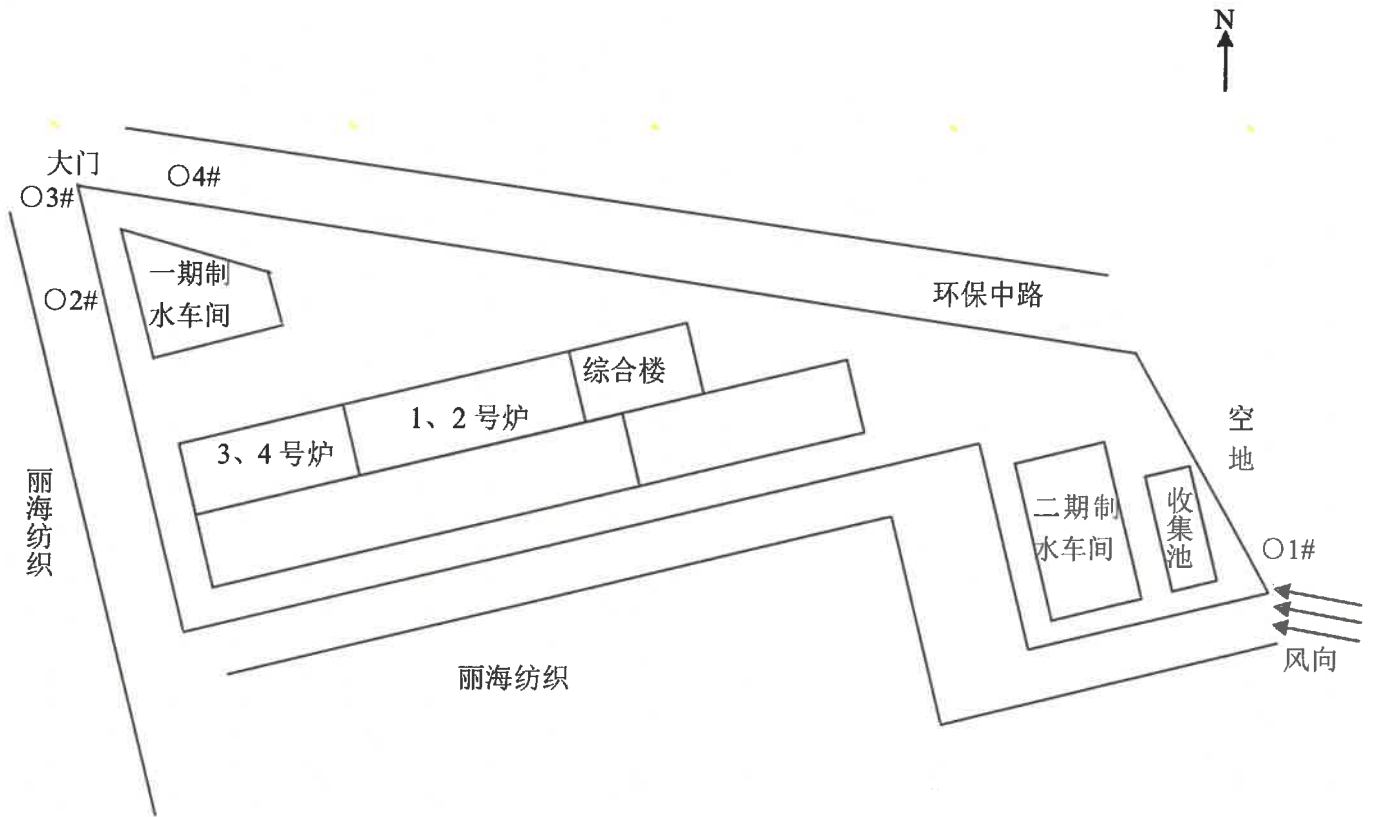 N
大门
○4#
○3#
一期制
水车间
○2#
环保中路
综合楼
1、2 号炉
3、4 号炉
空
地
丽
海
纺
织
二期制
水车间
收
集
池
○1#
风向
丽海纺织